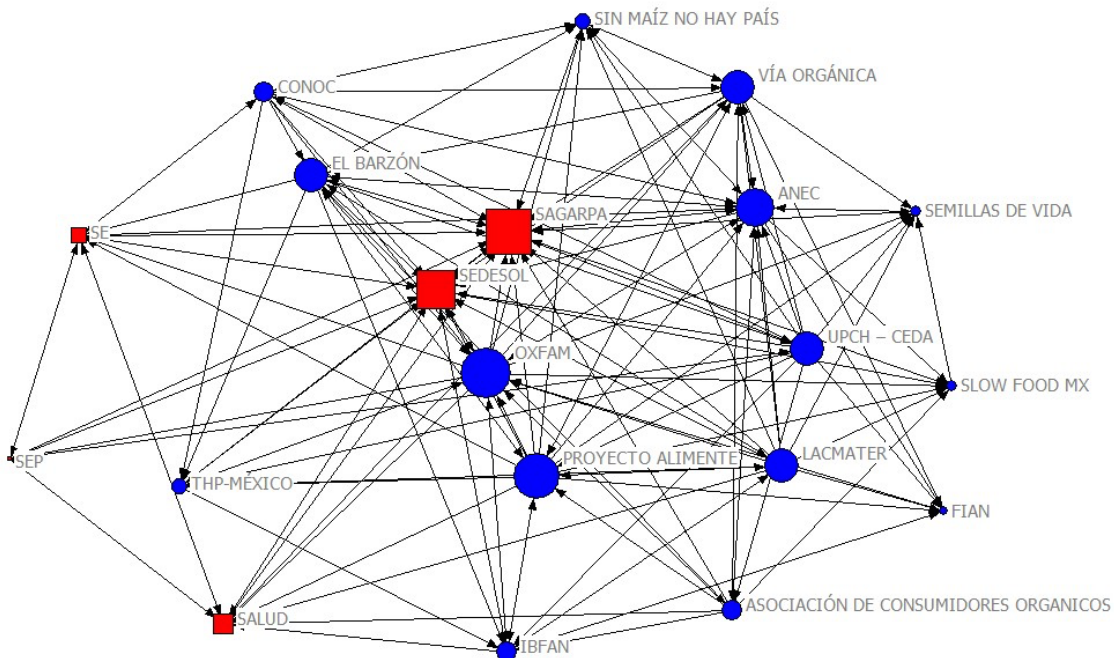 SIN MAÍZ NO HAY PAÍS
VÍA ORGÁNICA
CONOC
EL BARZÓN
ANEC
SAGARPA
SEMILLAS DE VIDA
SE
SEDESOL
UPCH – CEDA
OXFAM
SLOW FOOD MX
PROYECTO ALIMENTE
LACMATER
SEP
THP-MÉXICO
FIAN
ASOCIACIÓN DE CONSUMIDORES ORGANICOS
SALUD
IBFAN